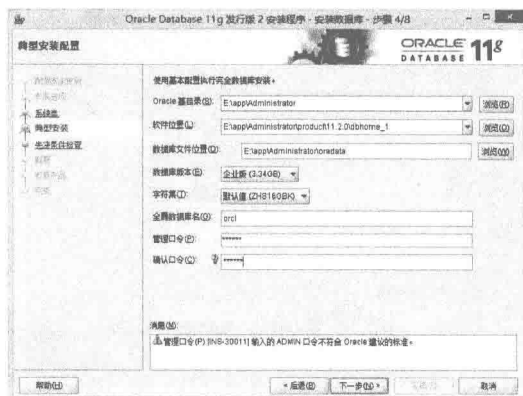 Oracle Database 11g 发行版 2 安装程序 - 安装数据库 - 步骤 4/8
典型安装配置
ORACLE 11g
DATABASE
系统类
典型安装
先决条件检查
概要
安装产品
完成
使用基本配置执行完全数据库安装。
Oracle 基目录(S): E:\app\Administrator 浏览(R)
软件位置(L): E:\app\Administrator\product\11.2.0\dbhome_1 浏览(O)
数据库文件位置(D): E:\app\Administrator\oradata 浏览(W)
数据库版本(E): 企业版 (3.34GB)
字符集(T): 默认值 (ZHS16GBK)
全局数据库名(G): orcl
管理口令(P): ••••••
确认口令(C): ••••••
消息(M):
管理口令(P):[INS-30011] 输入的 ADMIN 口令不符合 Oracle 建议的标准。
帮助(H) < 后退(B) 下一步(N) > 取消